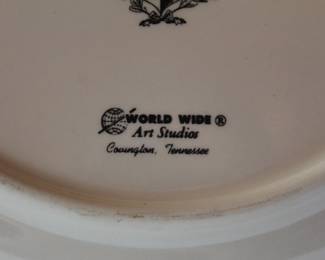 WORLD WIDE ®
Art Studios
Covington, Tennessee